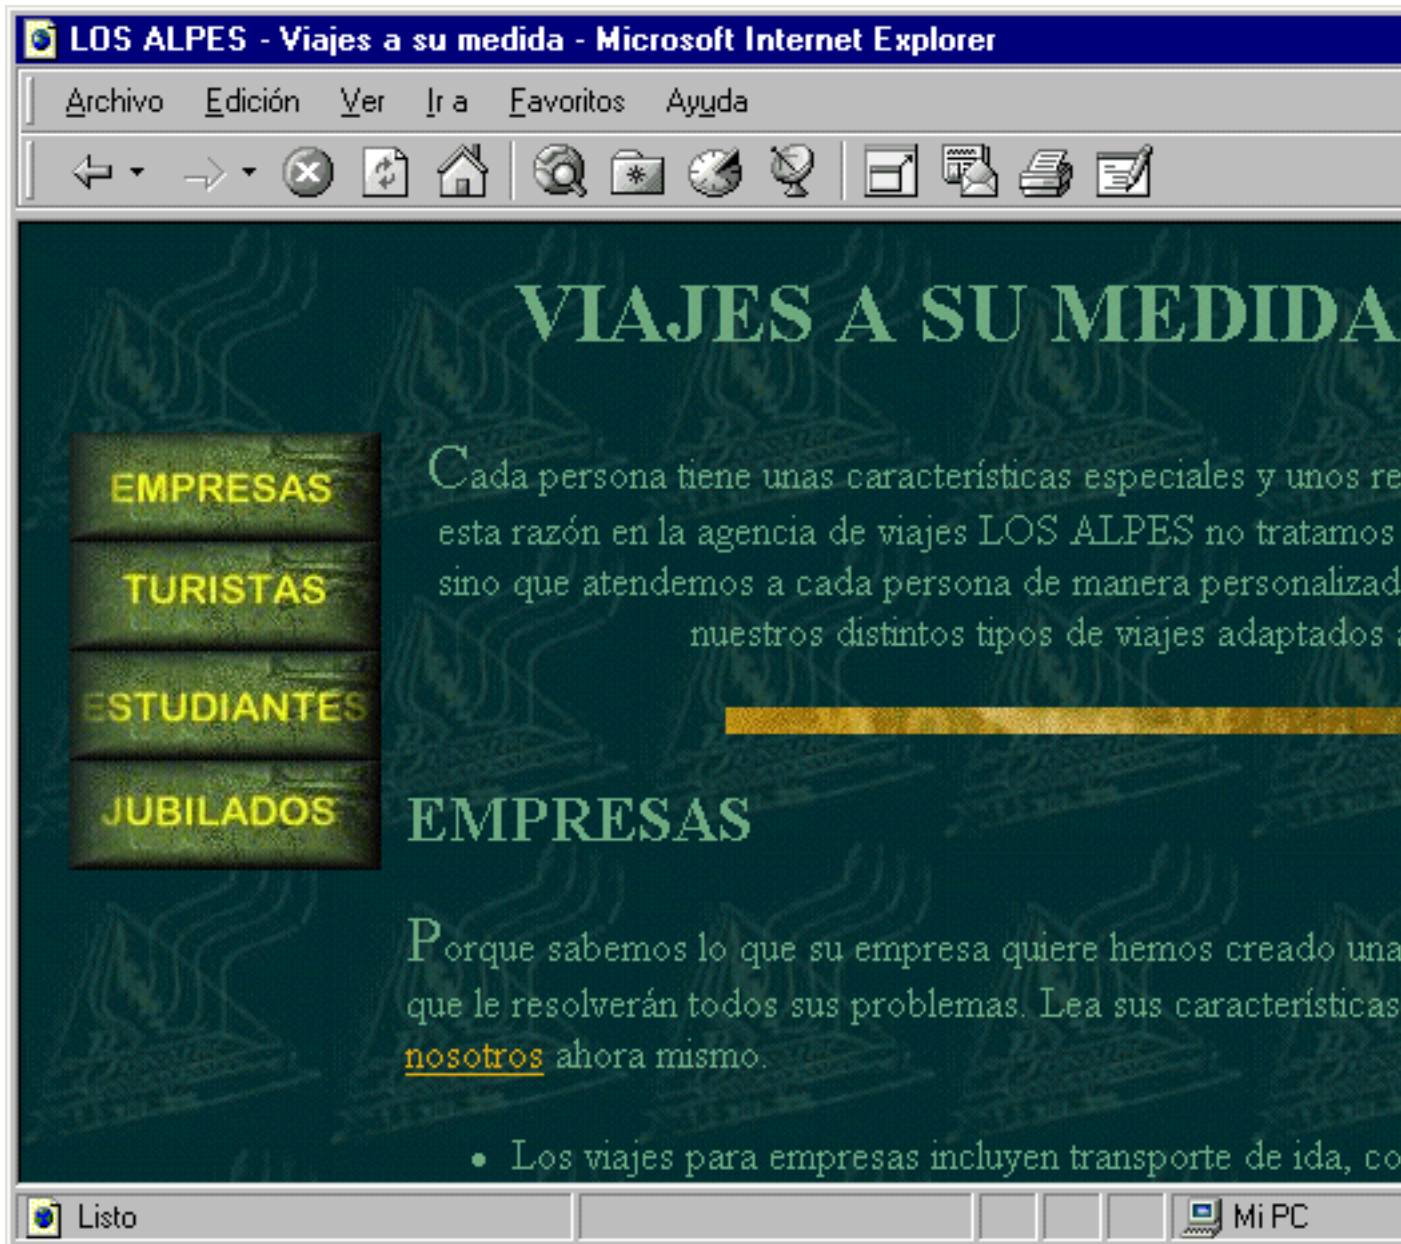 LOS ALPES - Viajes a su medida - Microsoft Internet Explorer
Archivo Edición Ver Ir a Favoritos Ayuda
VIAJES A SU MEDIDA
EMPRESAS
TURISTAS
ESTUDIANTES
JUBILADOS
Cada persona tiene unas características especiales y unos re
esta razón en la agencia de viajes LOS ALPES no tratamos
sino que atendemos a cada persona de manera personalizad
nuestros distintos tipos de viajes adaptados a
EMPRESAS
Porque sabemos lo que su empresa quiere hemos creado una
que le resolverán todos sus problemas. Lea sus características
nosotros ahora mismo.
• Los viajes para empresas incluyen transporte de ida, co
Listo
Mi PC